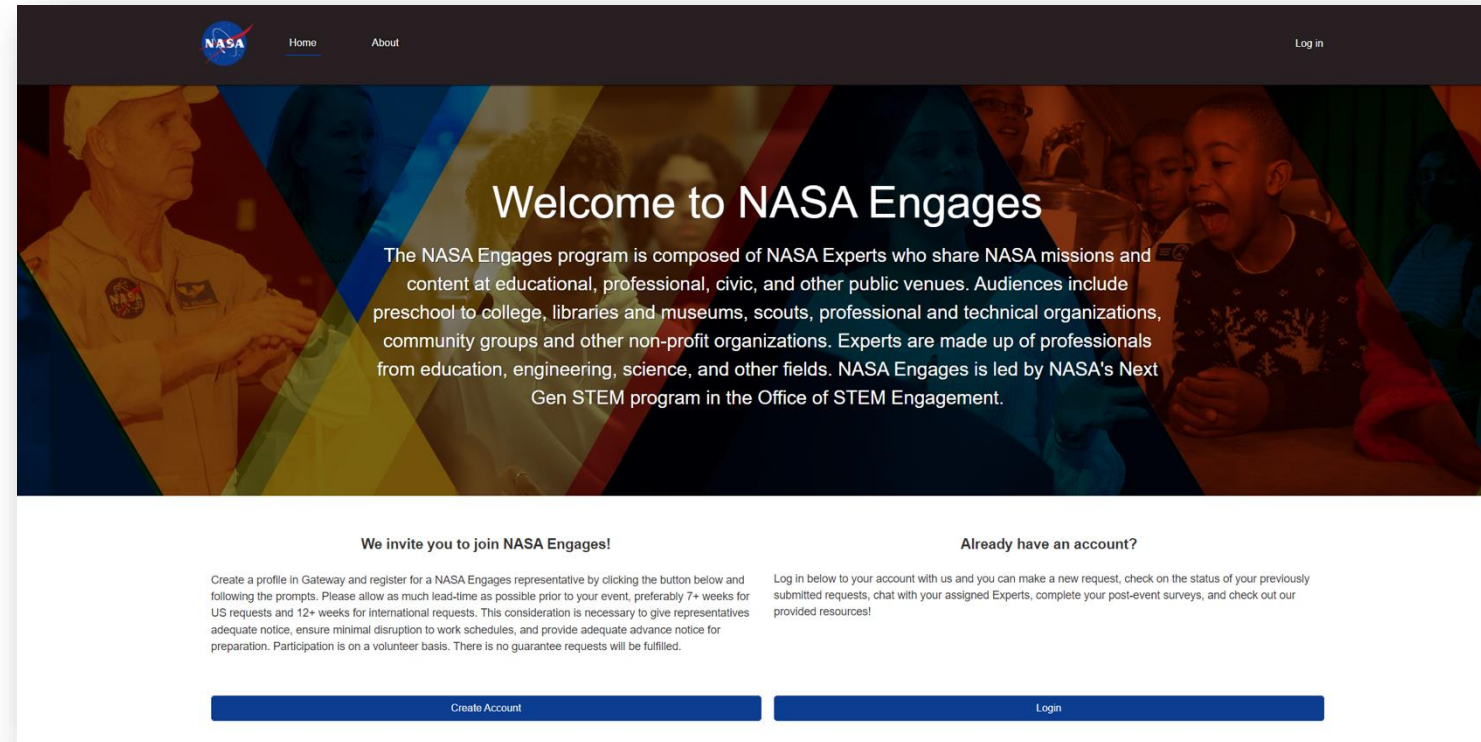 NASA
Home
About
Log in
Welcome to NASA Engages
The NASA Engages program is composed of NASA Experts who share NASA missions and
content at educational, professional, civic, and other public venues. Audiences include
preschool to college, libraries and museums, scouts, professional and technical organizations,
community groups and other non-profit organizations. Experts are made up of professionals
from education, engineering, science, and other fields. NASA Engages is led by NASA's Next
Gen STEM program in the Office of STEM Engagement.
NASA
We invite you to join NASA Engages!
Create a profile in Gateway and register for a NASA Engages representative by clicking the button below and
following the prompts. Please allow as much lead-time as possible prior to your event, preferably 7+ weeks for
US requests and 12+ weeks for international requests. This consideration is necessary to give representatives
adequate notice, ensure minimal disruption to work schedules, and provide adequate advance notice for
preparation. Participation is on a volunteer basis. There is no guarantee requests will be fulfilled.
Create Account
Already have an account?
Log in below to your account with us and you can make a new request, check on the status of your previously
submitted requests, chat with your assigned Experts, complete your post-event surveys, and check out our
provided resources!
Login